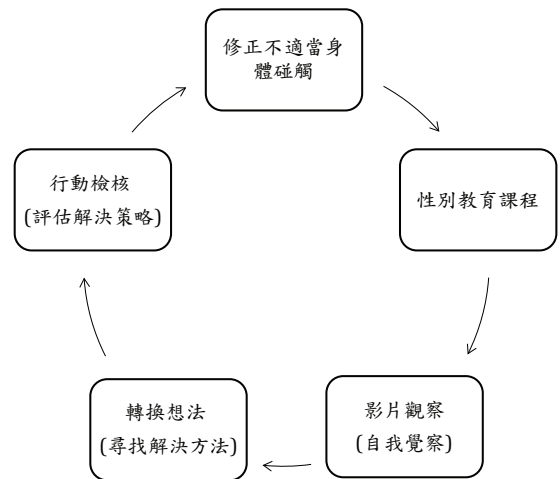 修正不適當身
體碰觸
性別教育課程
影片觀察
(自我覺察)
轉換想法
(尋找解決方法)
行動檢核
(評估解決策略)